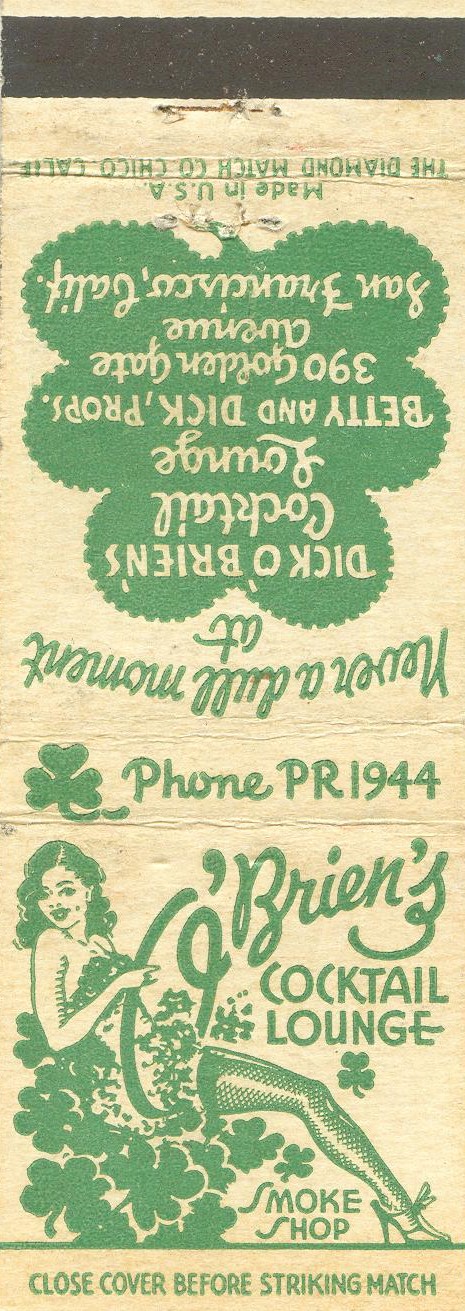 O'Brien's
COCKTAIL
LOUNGE
SMOKE
SHOP
CLOSE COVER BEFORE STRIKING MATCH
Phone PR1944
Never a dull moment
at
DICK O'BRIEN'S
Cocktail
Lounge
BETTY AND DICK, PROPS.
390 Golden Gate
Avenue
San Francisco, Calif.
Made in U.S.A.
THE DIAMOND MATCH CO. CHICO, CALIF.